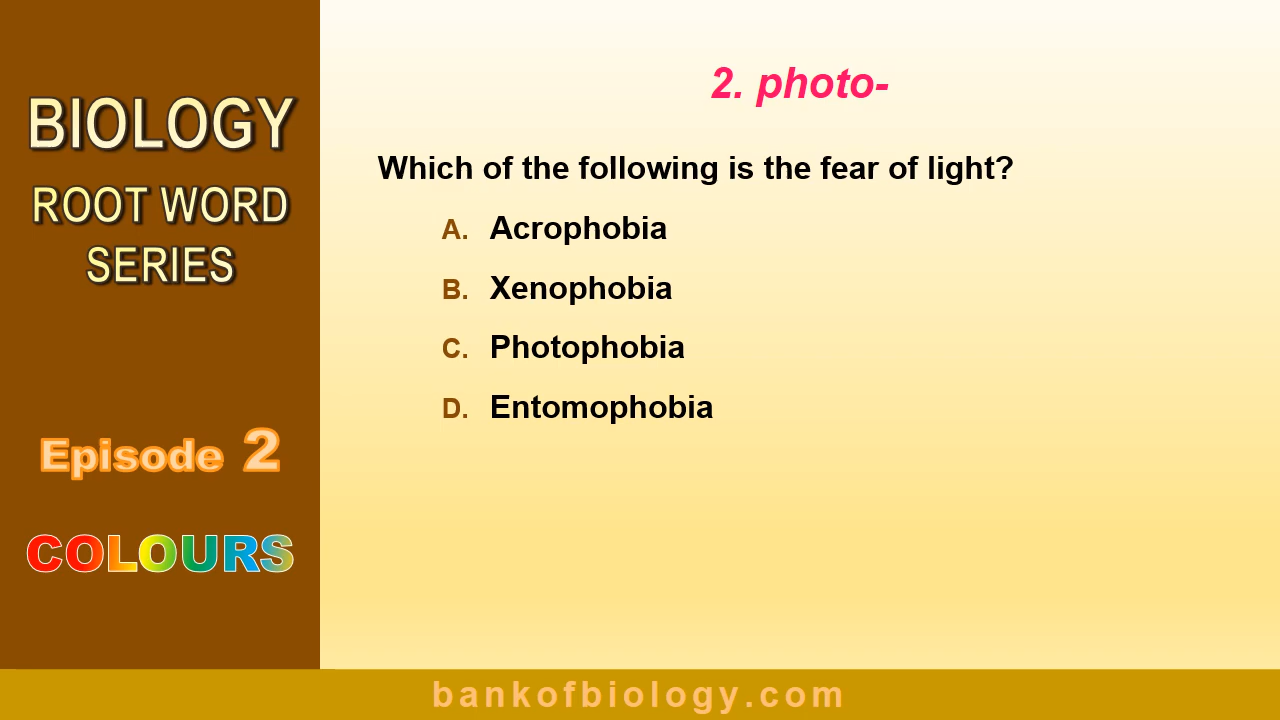 BIOLOGY
ROOT WORD
SERIES
Episode 2
COLOURS
2. photo-
Which of the following is the fear of light?
A. Acrophobia
B. Xenophobia
C. Photophobia
D. Entomophobia
bankofbiology.com